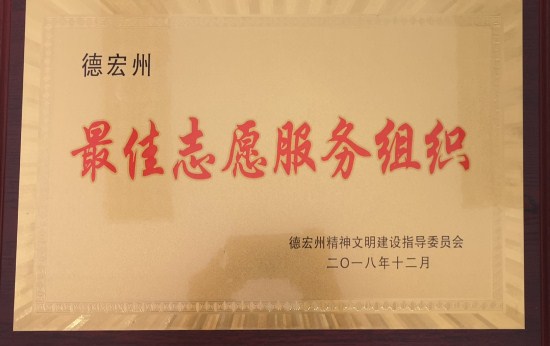 德宏州
最佳志愿服务组织
德宏州精神文明建设指导委员会
二〇一八年十二月